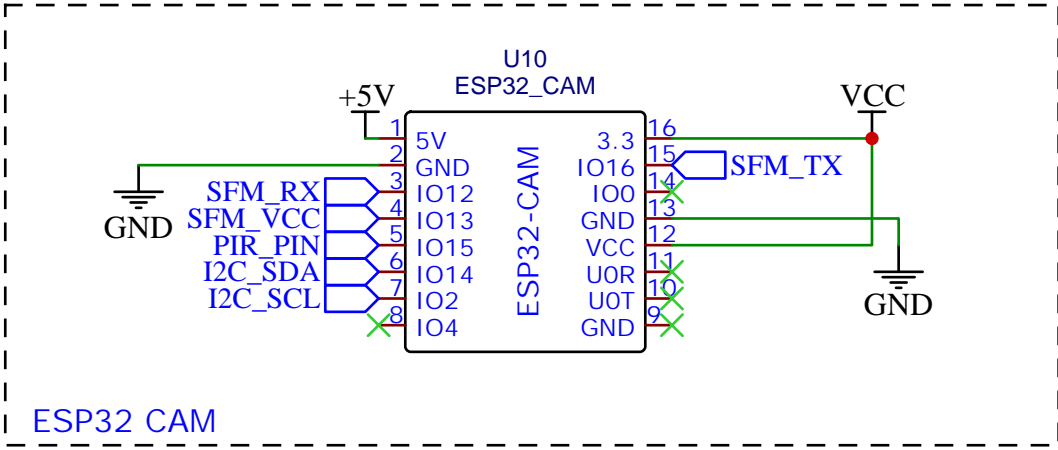 U10
ESP32_CAM
+5V
VCC
1
5V
3.3
16
2
GND
IO16
15
SFM_TX
SFM_RX
3
IO12
IO0
14
GND
SFM_VCC
4
IO13
GND
13
PIR_PIN
5
IO15
VCC
12
I2C_SDA
6
IO14
U0R
11
I2C_SCL
7
IO2
U0T
10
GND
8
IO4
GND
9
ESP32-CAM
ESP32 CAM